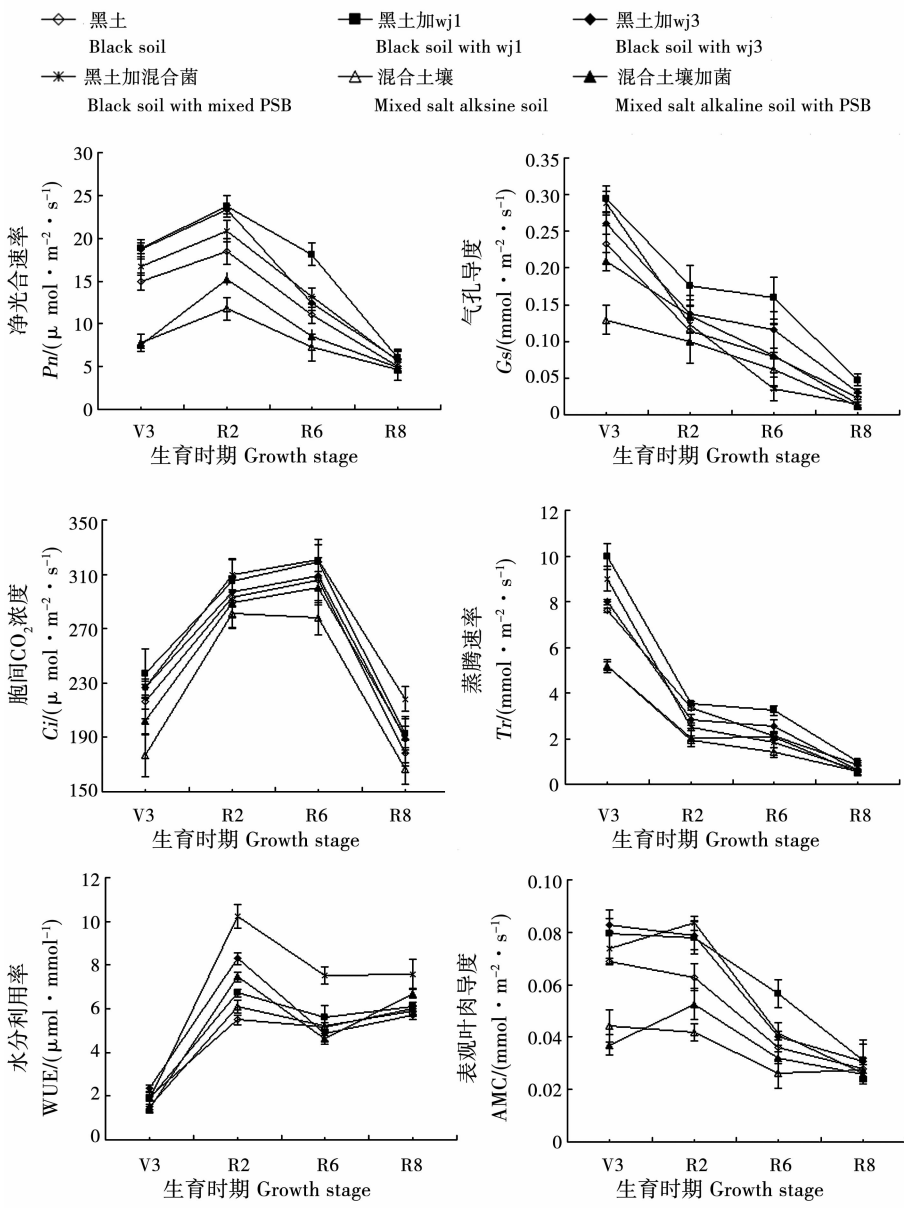 黑土 黑土加wj1 黑土加wj3
Black soil Black soil with wj1 Black soil with wj3
黑土加混合菌 混合土壤 混合土壤加菌
Black soil with mixed PSB Mixed salt alksine soil Mixed salt alkaline soil with PSB
净光合速率
Pn/(μ mol·m⁻²·s⁻¹)
30
25
20
15
10
5
0
V3 R2 R6 R8
生育时期 Growth stage
气孔导度
Gs/(mmol·m⁻²·s⁻¹)
0.35
0.30
0.25
0.20
0.15
0.10
0.05
0
V3 R2 R6 R8
生育时期 Growth stage
胞间CO₂浓度
Ci/(μ mol·m⁻²·s⁻¹)
350
310
270
230
190
150
V3 R2 R6 R8
生育时期 Growth stage
蒸腾速率
Tr/(mmol·m⁻²·s⁻¹)
12
10
8
6
4
2
0
V3 R2 R6 R8
生育时期 Growth stage
水分利用率
WUE/(μmol·mmol⁻¹)
12
10
8
6
4
2
0
V3 R2 R6 R8
生育时期 Growth stage
表观叶肉导度
AMC/(mmol·m⁻²·s⁻¹)
0.10
0.08
0.06
0.04
0.02
0
V3 R2 R6 R8
生育时期 Growth stage